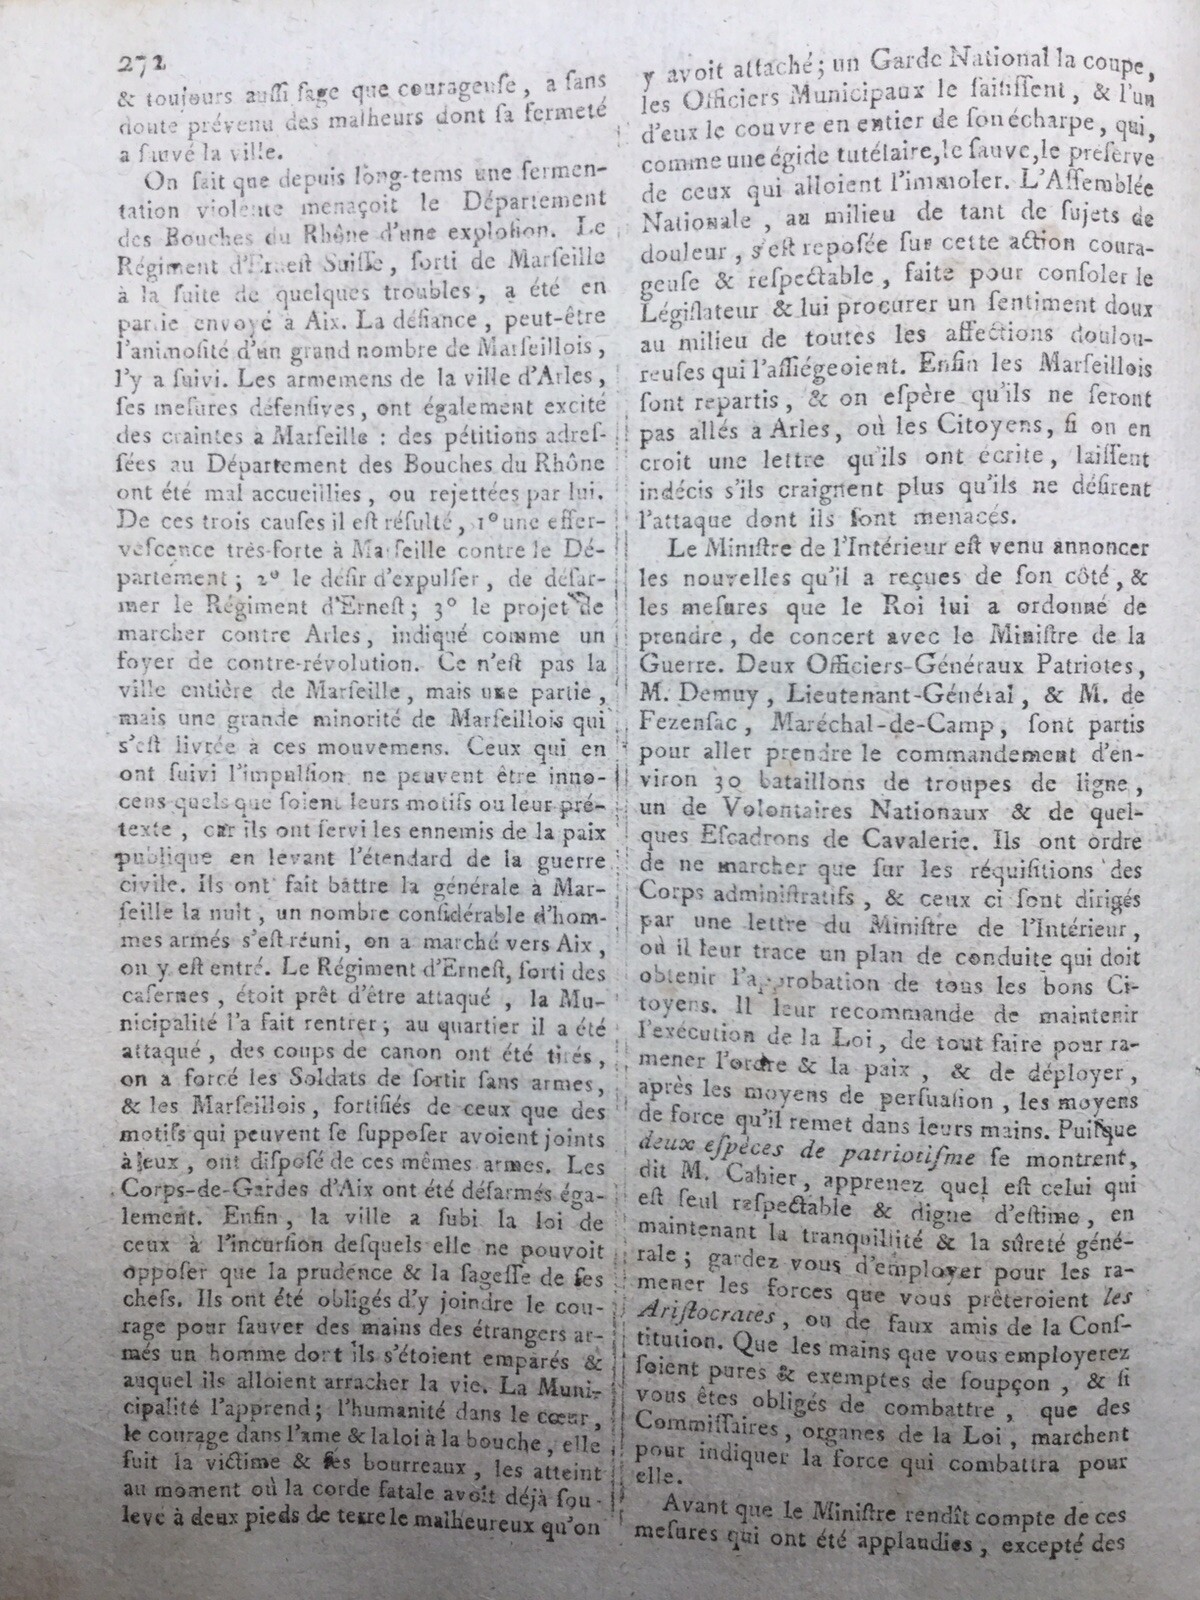 272
& toujours auſſi ſage que courageuſe, a ſans
doute prévenu des malheurs dont ſa fermeté
a ſauvé la ville.
On ſait que depuis long-tems une fermen-
tation violente menaçoit le Département
des Bouches du Rhône d'une exploſion. Le
Régiment d'Erneſt Suiſſe, ſorti de Marſeille
à la ſuite de quelques troubles, a été en
partie envoyé à Aix. La défiance, peut-être
l'animoſité d'un grand nombre de Marſeillois,
l'y a ſuivi. Les armemens de la ville d'Arles,
ſes meſures défenſives, ont également excité
des craintes a Marſeille : des pétitions adreſ-
ſées au Département des Bouches du Rhône
ont été mal accueillies, ou rejettées par lui.
De ces trois cauſes il eſt réſulté, 1° une effer-
veſcence très-forte à Marſeille contre le Dé-
partement; 2° le déſir d'expulſer, de déſar-
mer le Régiment d'Erneſt; 3° le projet de
marcher contre Arles, indiqué comme un
foyer de contre-révolution. Ce n'eſt pas la
ville entière de Marſeille, mais une partie,
mais une grande minorité de Marſeillois qui
s'eſt livrée à ces mouvemens. Ceux qui en
ont ſuivi l'impulſion ne peuvent être inno-
cens quels que ſoient leurs motifs ou leur pré-
texte, car ils ont ſervi les ennemis de la paix
publique en levant l'étendard de la guerre
civile. Ils ont fait battre la générale à Mar-
ſeille la nuit, un nombre conſidérable d'hom-
mes armés s'eſt réuni, on a marché vers Aix,
on y eſt entré. Le Régiment d'Erneſt, ſorti des
caſernes, étoit prêt d'être attaqué, la Mu-
nicipalité l'a fait rentrer; au quartier il a été
attaqué, des coups de canon ont été tirés,
on a forcé les Soldats de ſortir ſans armes,
& les Marſeillois, fortifiés de ceux que des
motifs qui peuvent ſe ſuppoſer avoient joints
à eux, ont diſpoſé de ces mêmes armes. Les
Corps-de-Gardes d'Aix ont été déſarmés éga-
lement. Enfin, la ville a ſubi la loi de
ceux à l'incurſion deſquels elle ne pouvoit
oppoſer que la prudence & la ſageſſe de ſes
chefs. Ils ont été obligés d'y joindre le cou-
rage pour ſauver des mains des étrangers ar-
més un homme dort ils s'étoient emparés &
auquel ils alloient arracher la vie. La Muni-
cipalité l'apprend; l'humanité dans le cœur,
le courage dans l'ame & la loi à la bouche, elle
ſuit la victime & ſes bourreaux, les atteint
au moment où la corde fatale avoit déjà ſou-
levé à deux pieds de terre le malheureux qu'on
y avoit attaché; un Garde National la coupe,
les Officiers Municipaux le ſaiſiſſent, & l'un
d'eux le couvre en entier de ſon écharpe, qui,
comme une égide tutélaire, le ſauve, le préſerve
de ceux qui alloient l'immoler. L'Aſſemblée
Nationale, au milieu de tant de ſujets de
douleur, s'eſt repoſée ſur cette action coura-
geuſe & reſpectable, faite pour conſoler le
Légiſlateur & lui procurer un ſentiment doux
au milieu de toutes les affections doulou-
reuſes qui l'aſſiégeoient. Enfin les Marſeillois
ſont repartis, & on eſpère qu'ils ne ſeront
pas allés a Arles, où les Citoyens, ſi on en
croit une lettre qu'ils ont écrite, laiſſent
indécis s'ils craignent plus qu'ils ne déſirent
l'attaque dont ils ſont menacés.
Le Miniſtre de l'Intérieur eſt venu annoncer
les nouvelles qu'il a reçues de ſon côté, &
les meſures que le Roi lui a ordonné de
prendre, de concert avec le Miniſtre de la
Guerre. Deux Officiers-Généraux Patriotes,
M. Demuy, Lieutenant-Général, & M. de
Fezenſac, Maréchal-de-Camp, ſont partis
pour aller prendre le commandement d'en-
viron 30 bataillons de troupes de ligne,
un de Volontaires Nationaux & de quel-
ques Eſcadrons de Cavalerie. Ils ont ordre
de ne marcher que ſur les réquiſitions des
Corps adminiſtratifs, & ceux ci ſont dirigés
par une lettre du Miniſtre de l'Intérieur,
où il leur trace un plan de conduite qui doit
obtenir l'approbation de tous les bons Ci-
toyens. Il leur recommande de maintenir
l'exécution de la Loi, de tout faire pour ra-
mener l'ordre & la paix, & de déployer,
après les moyens de perſuaſion, les moyens
de force qu'il remet dans leurs mains. Puiſque
deux eſpèces de patriotiſme ſe montrent,
dit M. Cahier, apprenez quel eſt celui qui
eſt ſeul reſpectable & digne d'eſtime, en
maintenant la tranquillité & la sûreté géné-
rale; gardez vous d'employer pour les ra-
mener les forces que vous prêteroient les
Ariſtocrates, ou de faux amis de la Conſ-
titution. Que les mains que vous employerez
ſoient pures & exemptes de ſoupçon, & ſi
vous êtes obligés de combattre, que des
Commiſſaires, organes de la Loi, marchent
pour indiquer la force qui combattra pour
elle.
Avant que le Miniſtre rendît compte de ces
meſures qui ont été applaudies, excepté des